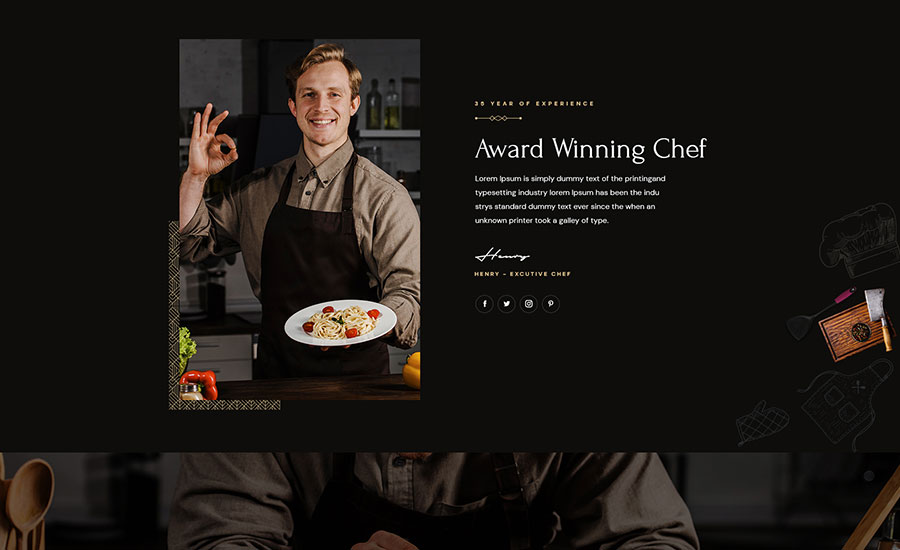 35 YEAR OF EXPERIENCE
Award Winning Chef
Lorem Ipsum is simply dummy text of the printingand
typesetting industry lorem Ipsum has been the indu
strys standard dummy text ever since the when an
unknown printer took a galley of type.
Henry
HENRY - EXCUTIVE CHEF